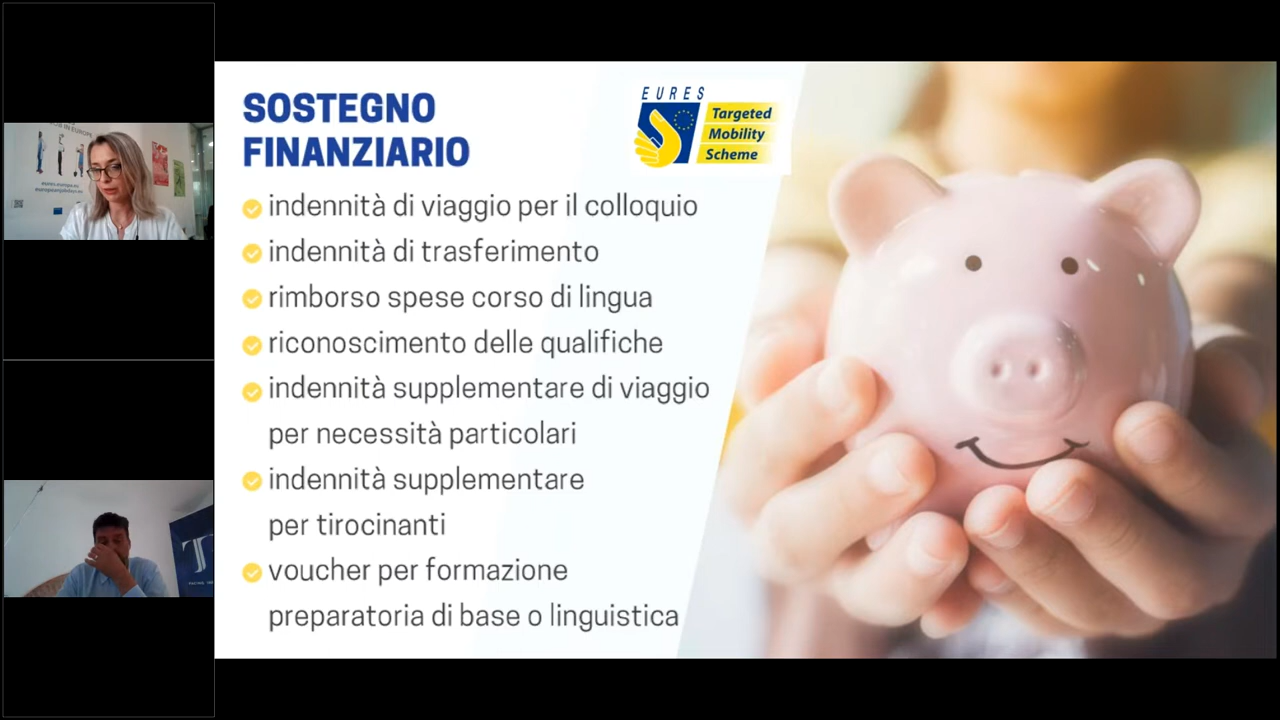 SOSTEGNO
FINANZIARIO
EURES
Targeted
Mobility
Scheme
indennità di viaggio per il colloquio
indennità di trasferimento
rimborso spese corso di lingua
riconoscimento delle qualifiche
indennità supplementare di viaggio
per necessità particolari
indennità supplementare
per tirocinanti
voucher per formazione
preparatoria di base o linguistica
IN EUROPE